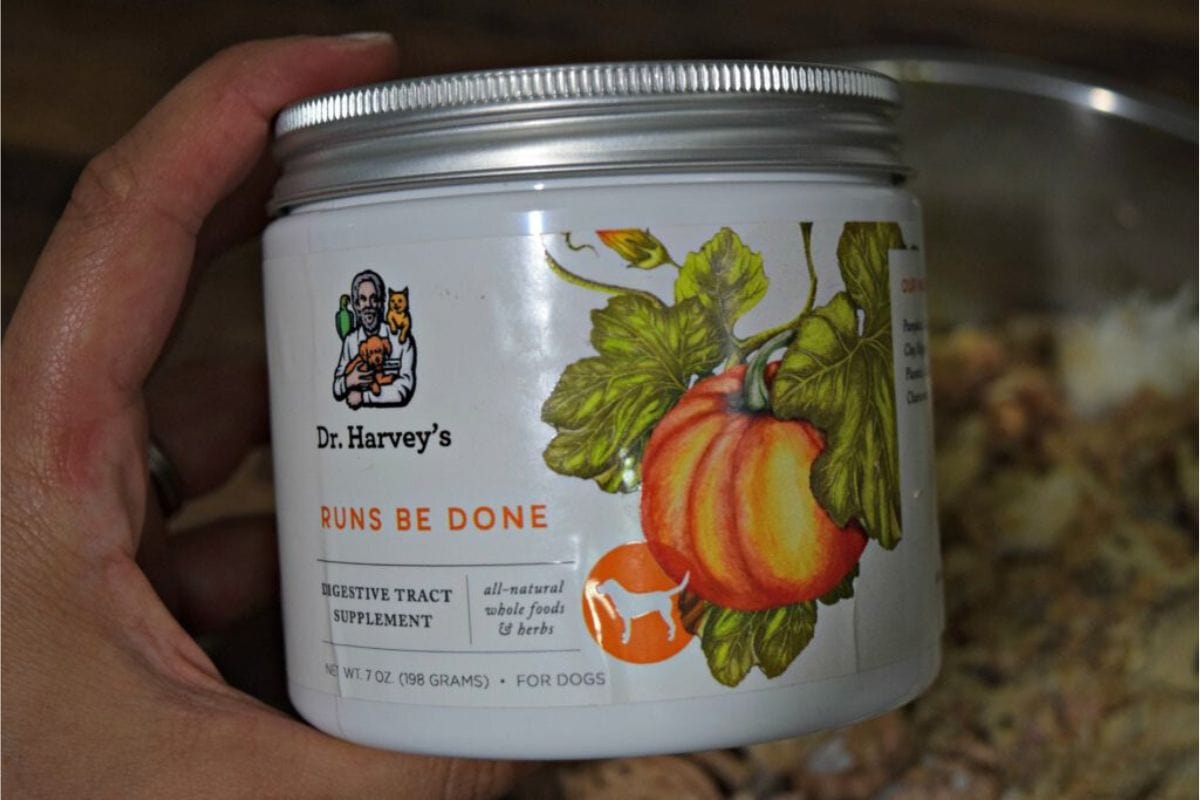 Dr. Harvey's
RUNS BE DONE
DIGESTIVE TRACT
SUPPLEMENT
all-natural
whole foods
& herbs
NET WT. 7 OZ. (198 GRAMS) • FOR DOGS
OUR